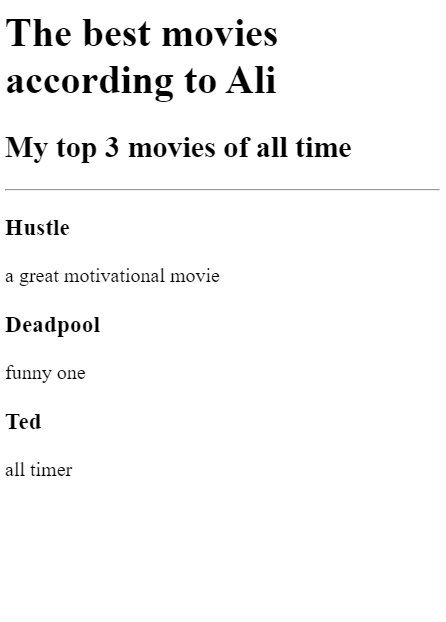 The best movies
according to Ali
My top 3 movies of all time
Hustle
a great motivational movie
Deadpool
funny one
Ted
all timer